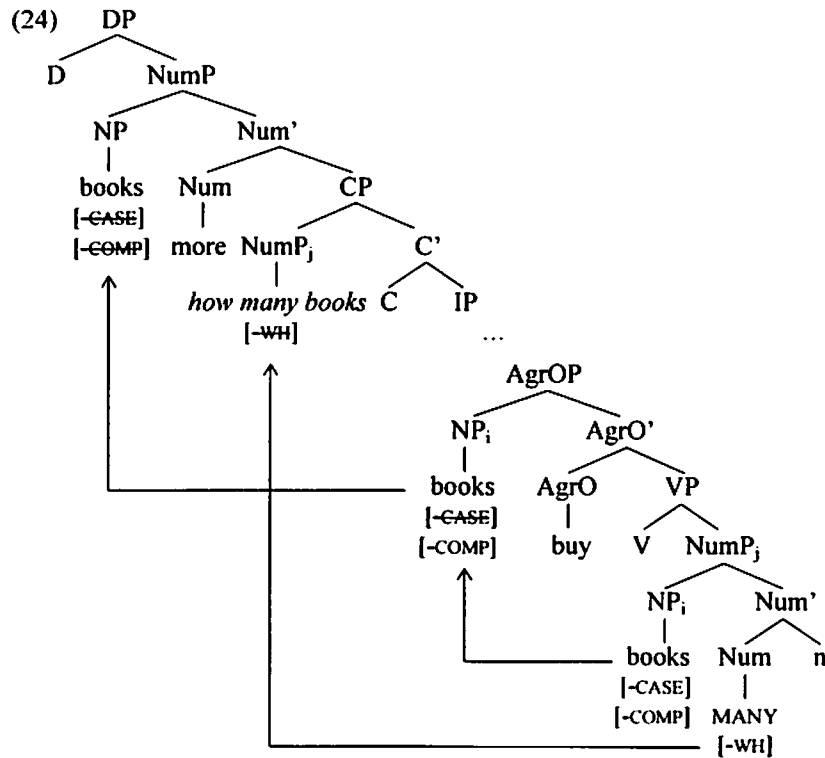 (24) DP
D NumP
NP Num'
books Num CP
[-CASE]
[-COMP] more NumPj C'
how many books C IP
[-WH]
...
AgrOP
NPi AgrO'
books AgrO VP
[-CASE]
[-COMP] buy V NumPj
NPi Num'
books Num n
[-CASE]
[-COMP] MANY
[-WH]